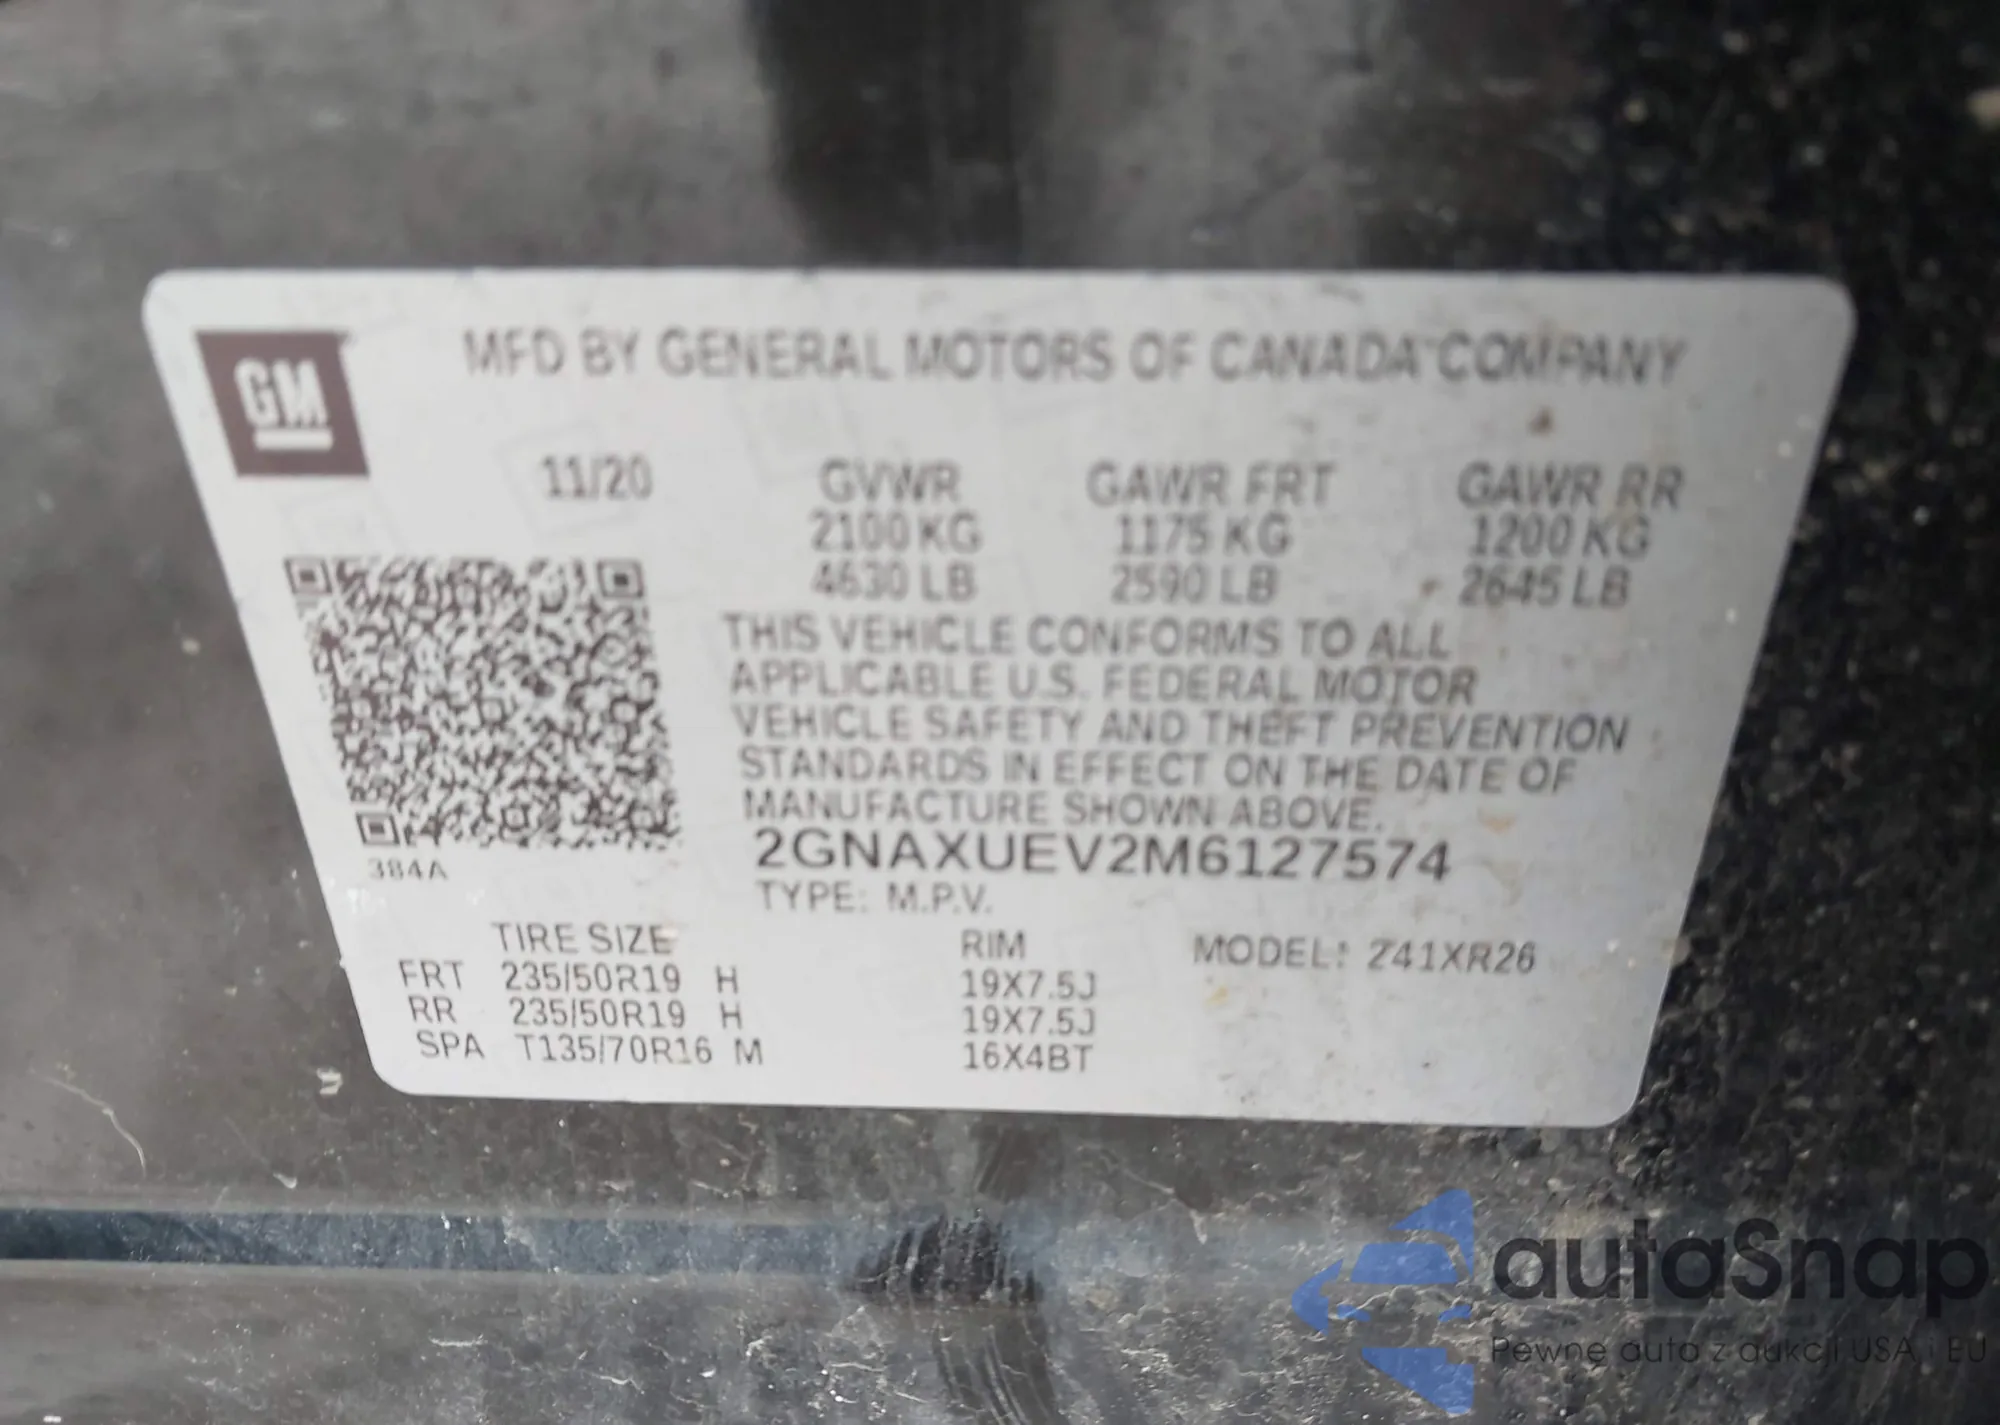 GM
MFD BY GENERAL MOTORS OF CANADA COMPANY
11/20 GVWR GAWR FRT GAWR RR
2100 KG 1175 KG 1200 KG
4630 LB 2590 LB 2645 LB
THIS VEHICLE CONFORMS TO ALL
APPLICABLE U.S. FEDERAL MOTOR
VEHICLE SAFETY AND THEFT PREVENTION
STANDARDS IN EFFECT ON THE DATE OF
MANUFACTURE SHOWN ABOVE.
2GNAXUEV2M6127574
384A
TYPE: M.P.V.
TIRE SIZE RIM MODEL: Z41XR26
FRT 235/50R19 H 19X7.5J
RR 235/50R19 H 19X7.5J
SPA T135/70R16 M 16X4BT
autaSnap
Pewne auta z aukcji USA i EU